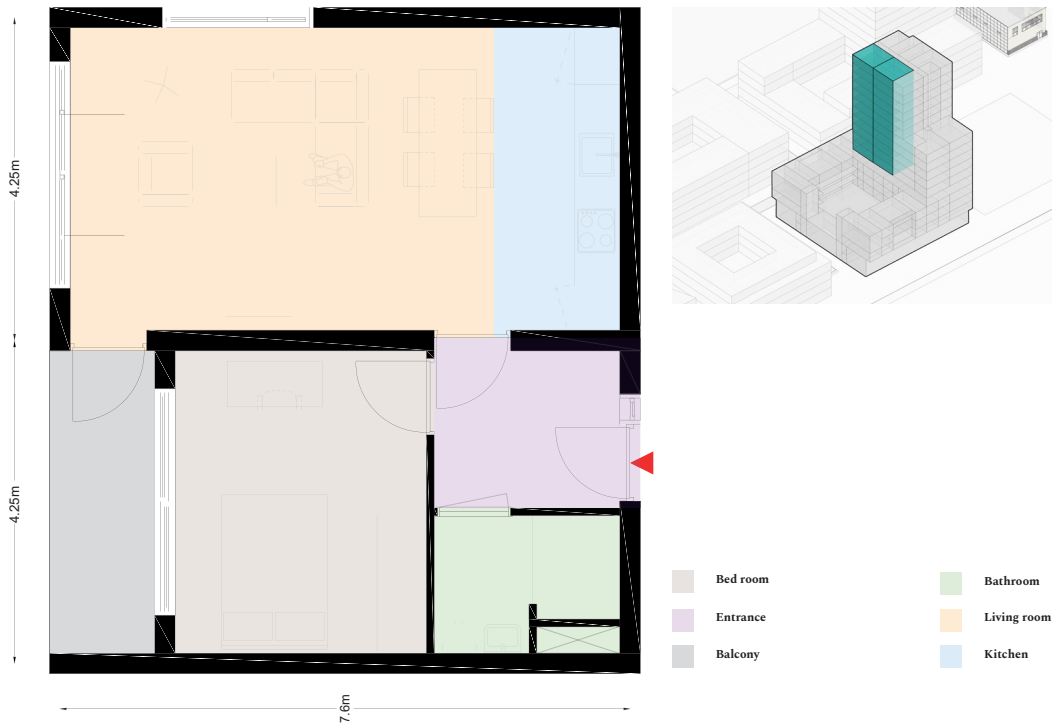 4.25m
4.25m
7.6m
Bed room
Entrance
Balcony
Bathroom
Living room
Kitchen